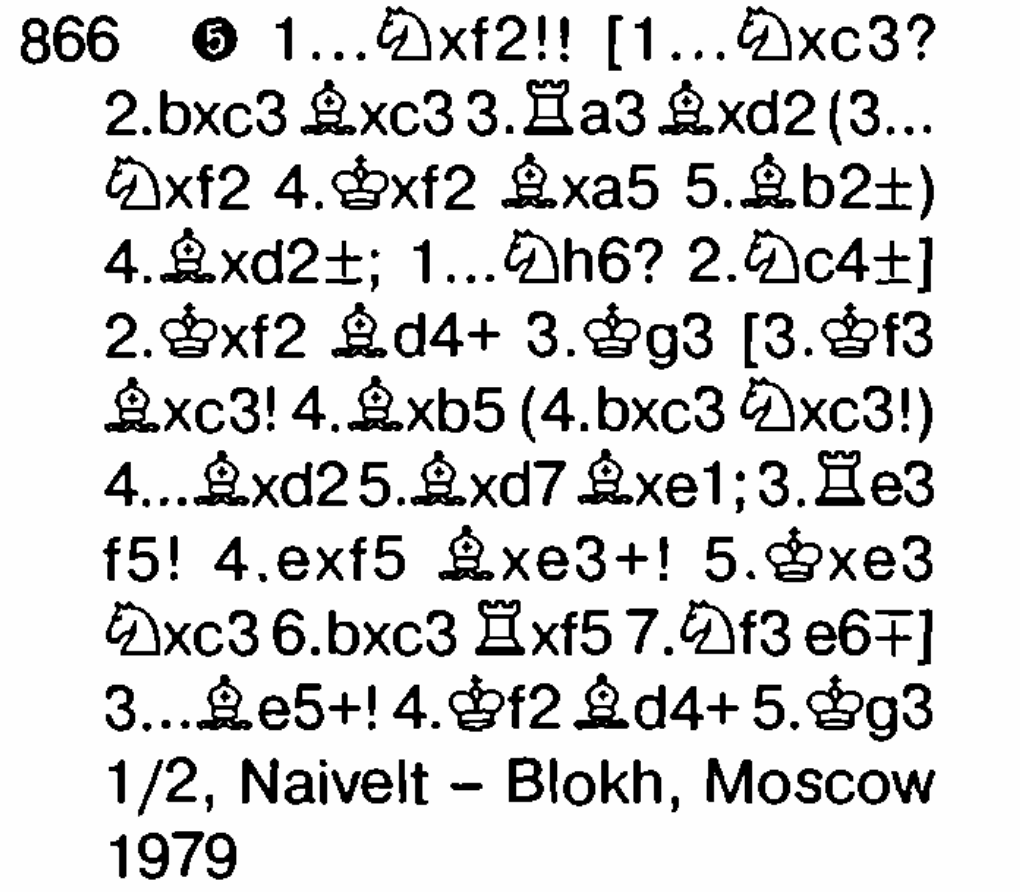 866 ❺ 1...♘xf2!! [1...♘xc3?
2.bxc3 ♗xc3 3.♖a3 ♗xd2 (3...
♘xf2 4.♔xf2 ♗xa5 5.♗b2±)
4.♗xd2±; 1...♘h6? 2.♘c4±]
2.♔xf2 ♗d4+ 3.♔g3 [3.♔f3
♗xc3! 4.♗xb5 (4.bxc3 ♘xc3!)
4...♗xd2 5.♗xd7 ♗xe1; 3.♖e3
f5! 4.exf5 ♗xe3+! 5.♔xe3
♘xc3 6.bxc3 ♖xf5 7.♘f3 e6∓]
3...♗e5+! 4.♔f2 ♗d4+ 5.♔g3
1/2, Naivelt – Blokh, Moscow
1979